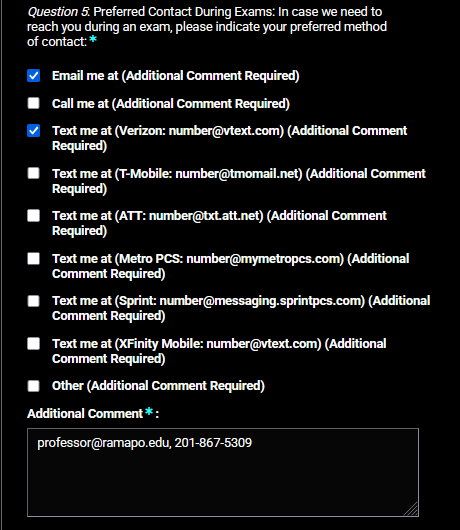 Question 5: Preferred Contact During Exams: In case we need to
reach you during an exam, please indicate your preferred method
of contact: *
Email me at (Additional Comment Required)
Call me at (Additional Comment Required)
Text me at (Verizon: number@vtext.com) (Additional Comment
Required)
Text me at (T-Mobile: number@tmomail.net) (Additional Comment
Required)
Text me at (ATT: number@txt.att.net) (Additional Comment
Required)
Text me at (Metro PCS: number@mymetropcs.com) (Additional
Comment Required)
Text me at (Sprint: number@messaging.sprintpcs.com) (Additional
Comment Required)
Text me at (XFinity Mobile: number@vtext.com) (Additional
Comment Required)
Other (Additional Comment Required)
Additional Comment * :
professor@ramapo.edu, 201-867-5309